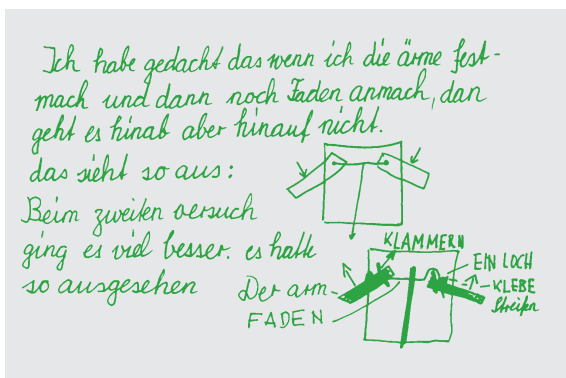 Ich habe gedacht das wenn ich die ärme fest-
mach und dann noch Faden anmach, dan
geht es hinab aber hinauf nicht.
das sieht so aus:
Beim zweiten versuch
ging es viel besser. es hatte
so ausgesehen
KLAMMERN
EIN LOCH
KLEBE
Streifen
Der arm
FADEN